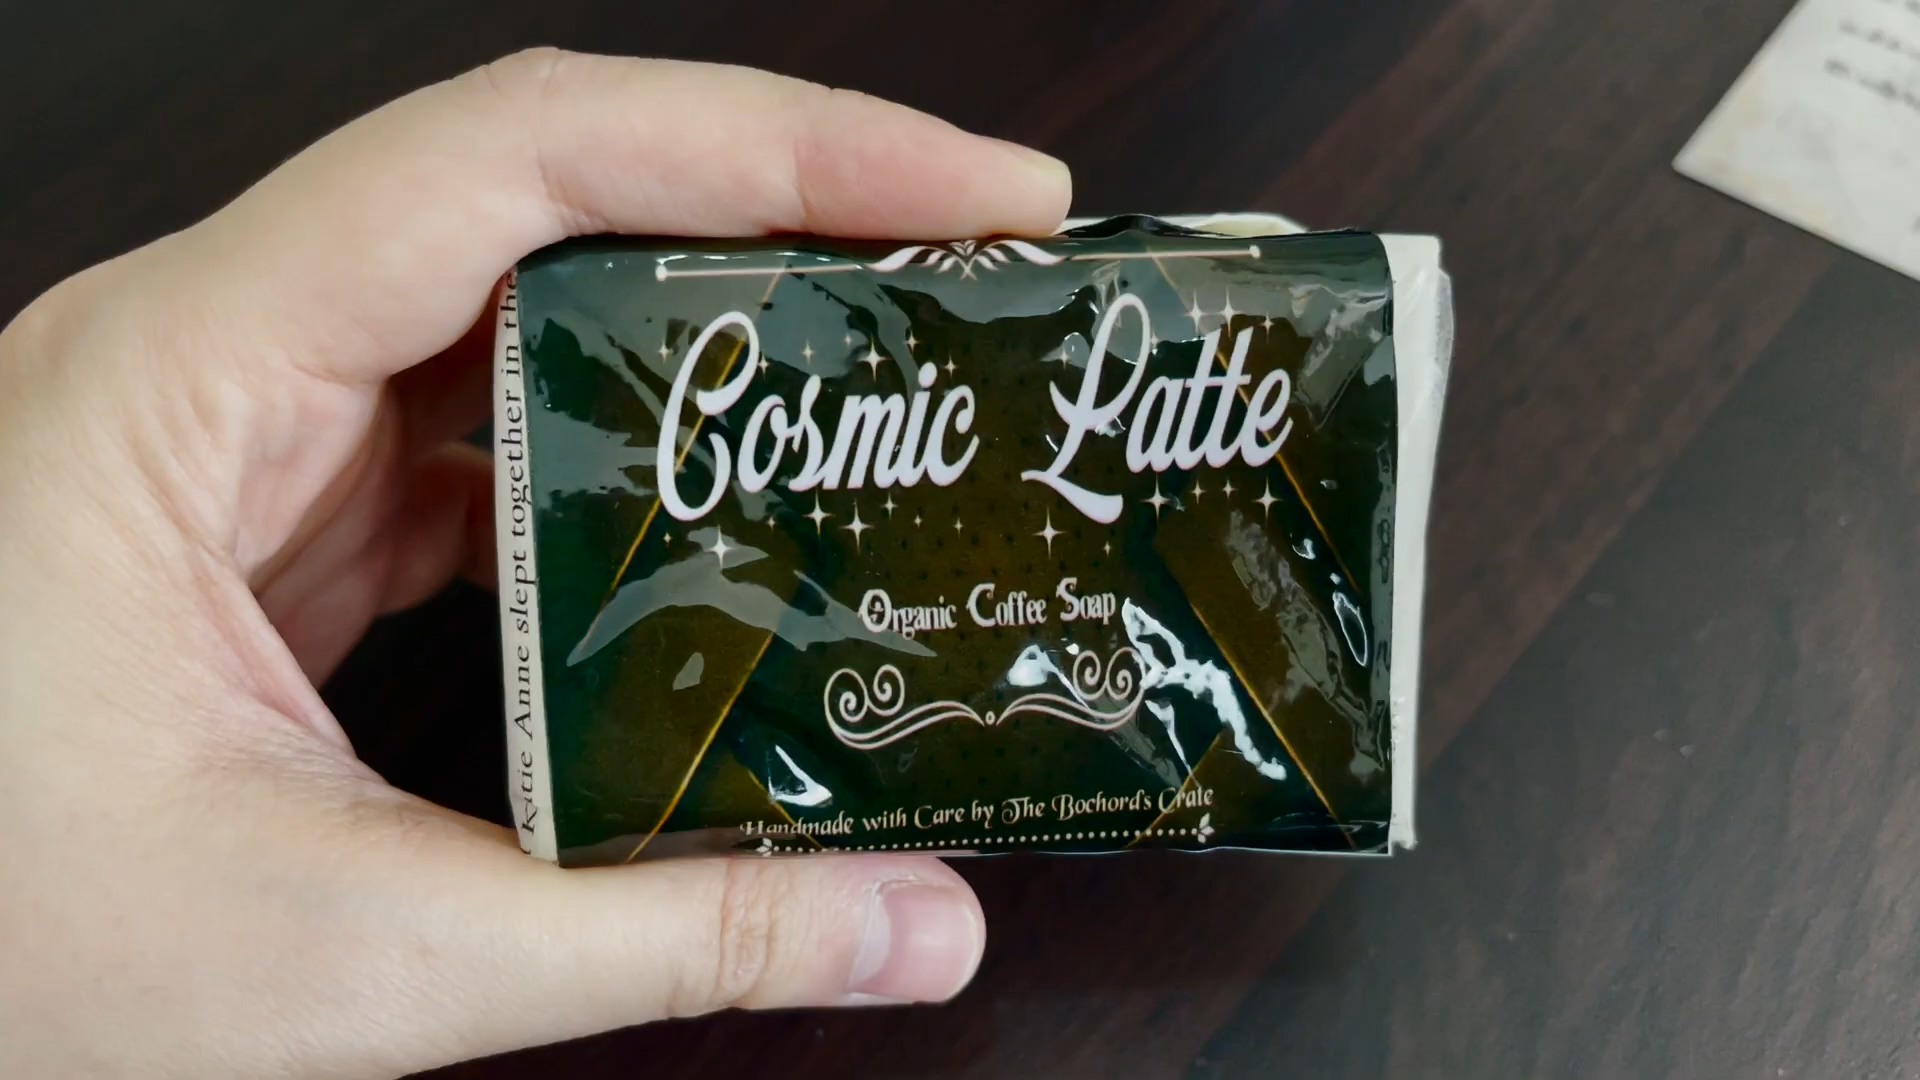 Cosmic Latte
Organic Coffee Soap
Handmade with Care by The Bochord's Crate
Katie Anne slept together in the